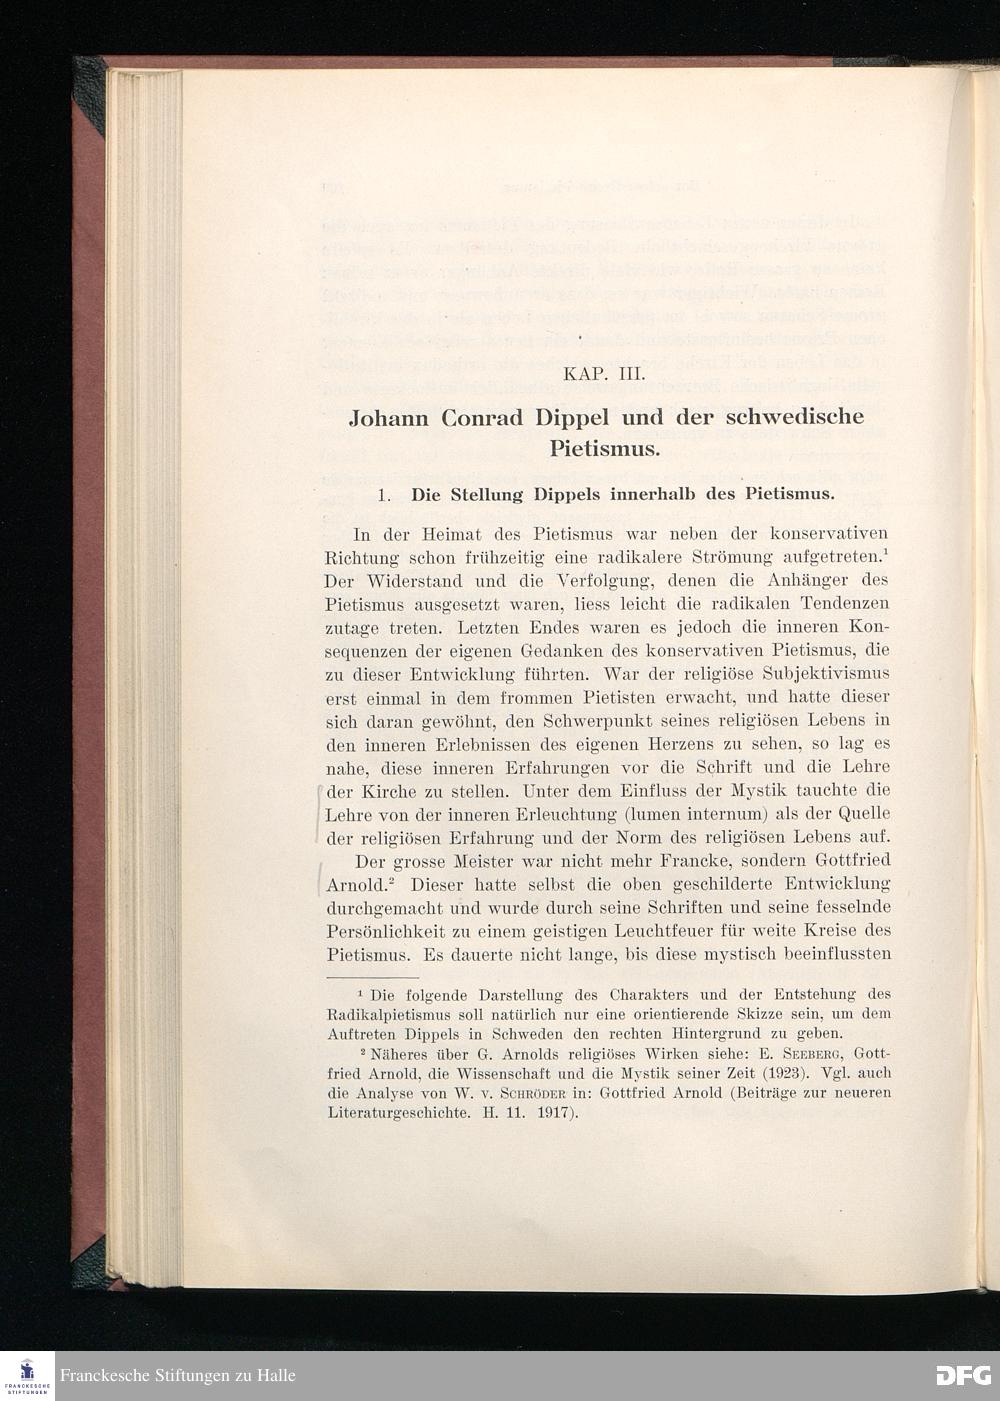 KAP. III.
Johann Conrad Dippel und der schwedische
Pietismus.
1. Die Stellung Dippels innerhalb des Pietismus.
In der Heimat des Pietismus war neben der konservativen
Richtung schon frühzeitig eine radikalere Strömung aufgetreten.¹
Der Widerstand und die Verfolgung, denen die Anhänger des
Pietismus ausgesetzt waren, liess leicht die radikalen Tendenzen
zutage treten. Letzten Endes waren es jedoch die inneren Kon-
sequenzen der eigenen Gedanken des konservativen Pietismus, die
zu dieser Entwicklung führten. War der religiöse Subjektivismus
erst einmal in dem frommen Pietisten erwacht, und hatte dieser
sich daran gewöhnt, den Schwerpunkt seines religiösen Lebens in
den inneren Erlebnissen des eigenen Herzens zu sehen, so lag es
nahe, diese inneren Erfahrungen vor die Schrift und die Lehre
der Kirche zu stellen. Unter dem Einfluss der Mystik tauchte die
Lehre von der inneren Erleuchtung (lumen internum) als der Quelle
der religiösen Erfahrung und der Norm des religiösen Lebens auf.
Der grosse Meister war nicht mehr Francke, sondern Gottfried
Arnold.² Dieser hatte selbst die oben geschilderte Entwicklung
durchgemacht und wurde durch seine Schriften und seine fesselnde
Persönlichkeit zu einem geistigen Leuchtfeuer für weite Kreise des
Pietismus. Es dauerte nicht lange, bis diese mystisch beeinflussten
¹ Die folgende Darstellung des Charakters und der Entstehung des
Radikalpietismus soll natürlich nur eine orientierende Skizze sein, um dem
Auftreten Dippels in Schweden den rechten Hintergrund zu geben.
² Näheres über G. Arnolds religiöses Wirken siehe: E. SEEBERG, Gott-
fried Arnold, die Wissenschaft und die Mystik seiner Zeit (1923). Vgl. auch
die Analyse von W. v. SCHRÖDER in: Gottfried Arnold (Beiträge zur neueren
Literaturgeschichte. H. 11. 1917).
FRANCKESCHE
STIFTUNGEN
Franckesche Stiftungen zu Halle
DFG